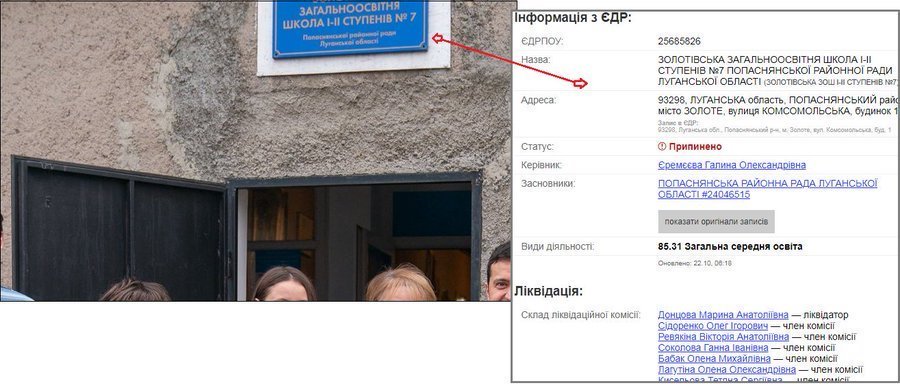 ЗАГАЛЬНООСВІТНЯ
ШКОЛА І-ІІ СТУПЕНІВ № 7
Попаснянської районної ради
Луганської області
Інформація з ЄДР:
ЄДРПОУ: 25685826
Назва: ЗОЛОТІВСЬКА ЗАГАЛЬНООСВІТНЯ ШКОЛА І-ІІ
СТУПЕНІВ №7 ПОПАСНЯНСЬКОЇ РАЙОННОЇ РАДИ
ЛУГАНСЬКОЇ ОБЛАСТІ (ЗОЛОТІВСЬКА ЗОШ І-ІІ СТУПЕНІВ №7)
Адреса: 93298, ЛУГАНСЬКА область, ПОПАСНЯНСЬКИЙ райо
місто ЗОЛОТЕ, вулиця КОМСОМОЛЬСЬКА, будинок 1
Запис в ЄДР:
93298, Луганська обл., Попаснянський р-н, м. Золоте, вул. Комсомольська, буд. 1
Статус: Припинено
Керівник: Єремєєва Галина Олександрівна
Засновники: ПОПАСНЯНСЬКА РАЙОННА РАДА ЛУГАНСЬКОЇ
ОБЛАСТІ #24046515
показати оригінали записів
Види діяльності: 85.31 Загальна середня освіта
Оновлено: 22.10, 06:18
Ліквідація:
Склад ліквідаційної комісії: Донцова Марина Анатоліївна — ліквідатор
Сідоренко Олег Ігорович — член комісії
Ревякіна Вікторія Анатоліївна — член комісії
Соколова Ганна Іванівна — член комісії
Бабак Олена Михайлівна — член комісії
Лагутіна Олена Олександрівна — член комісії
Кисельова Тетяна Сергіївна — член комісії